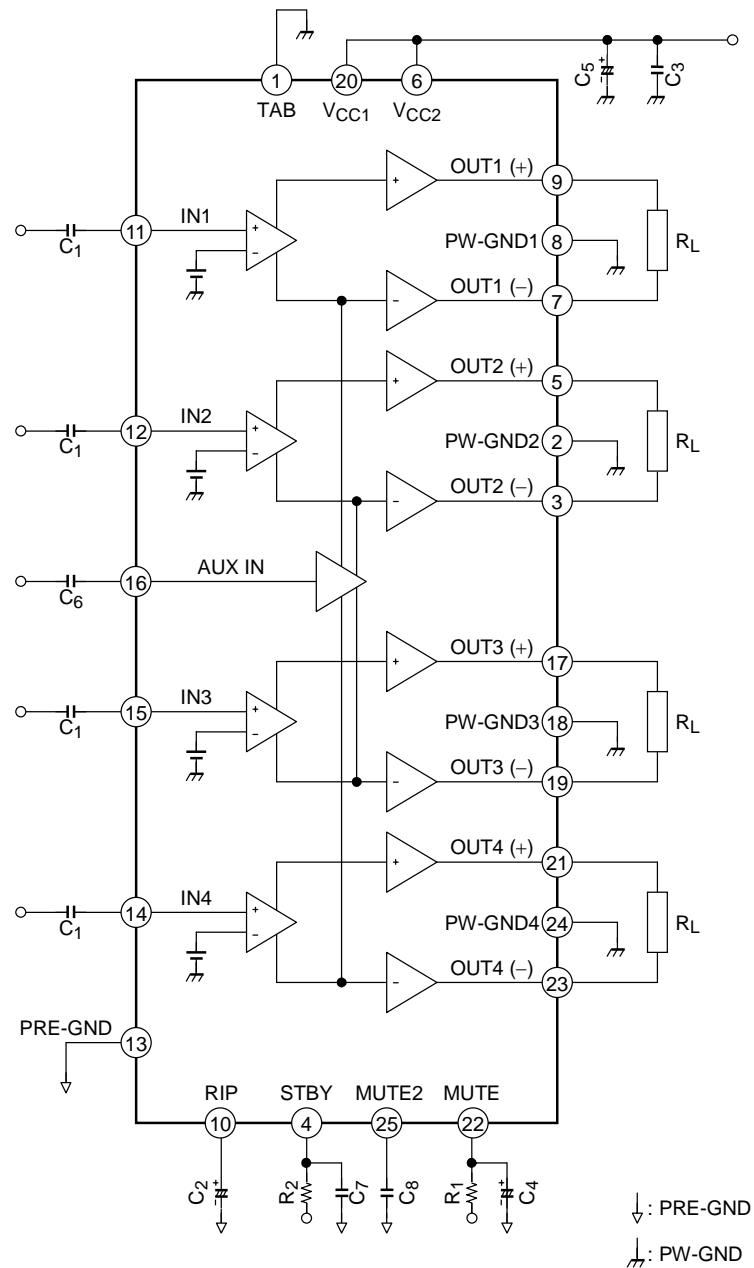 1
20
6
TAB
VCC1
VCC2
C5
C3
+
−
OUT1 (+)
9
11
IN1
C1
+
−
+
PW-GND1
8
RL
OUT1 (−)
7
−
OUT2 (+)
5
12
IN2
C1
+
−
+
PW-GND2
2
RL
OUT2 (−)
3
−
16
AUX IN
C6
OUT3 (+)
17
15
IN3
C1
+
−
+
PW-GND3
18
RL
OUT3 (−)
19
−
OUT4 (+)
21
14
IN4
C1
+
−
+
PW-GND4
24
RL
OUT4 (−)
23
−
PRE-GND
13
RIP
STBY
MUTE2
MUTE
10
4
25
22
C2
+
−
R2
C7
C8
R1
C4
+
−
: PRE-GND
: PW-GND